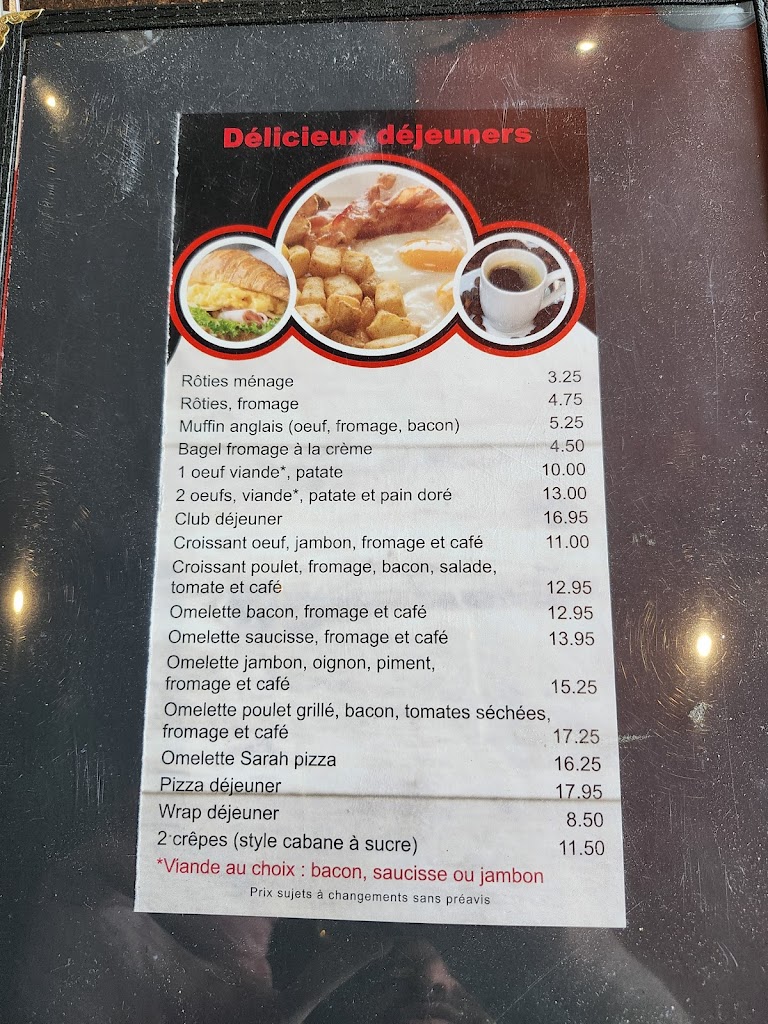 Délicieux déjeuners
Rôties ménage 3.25
Rôties, fromage 4.75
Muffin anglais (oeuf, fromage, bacon) 5.25
Bagel fromage à la crème 4.50
1 oeuf viande*, patate 10.00
2 oeufs, viande*, patate et pain doré 13.00
Club déjeuner 16.95
Croissant oeuf, jambon, fromage et café 11.00
Croissant poulet, fromage, bacon, salade,
tomate et café 12.95
Omelette bacon, fromage et café 12.95
Omelette saucisse, fromage et café 13.95
Omelette jambon, oignon, piment,
fromage et café 15.25
Omelette poulet grillé, bacon, tomates séchées,
fromage et café 17.25
Omelette Sarah pizza 16.25
Pizza déjeuner 17.95
Wrap déjeuner 8.50
2 crêpes (style cabane à sucre) 11.50
*Viande au choix : bacon, saucisse ou jambon
Prix sujets à changements sans préavis